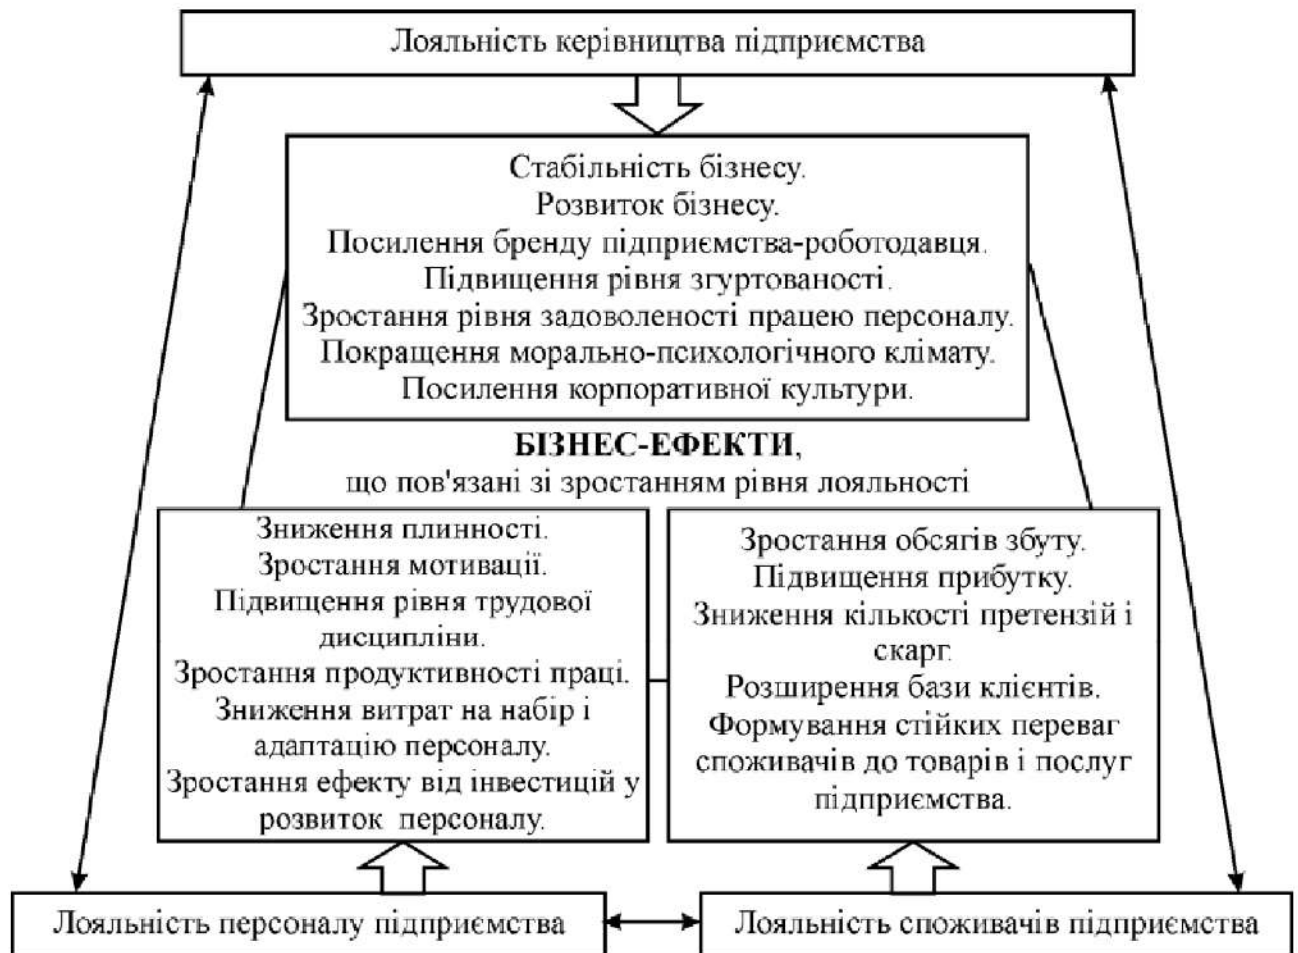 Лояльність керівництва підприємства
Стабільність бізнесу.
Розвиток бізнесу.
Посилення бренду підприємства-роботодавця.
Підвищення рівня згуртованості.
Зростання рівня задоволеності працею персоналу.
Покращення морально-психологічного клімату.
Посилення корпоративної культури.
БІЗНЕС-ЕФЕКТИ,
що пов'язані зі зростанням рівня лояльності
Зниження плинності.
Зростання мотивації.
Підвищення рівня трудової
дисципліни.
Зростання продуктивності праці.
Зниження витрат на набір і
адаптацію персоналу.
Зростання ефекту від інвестицій у
розвиток персоналу.
Зростання обсягів збуту.
Підвищення прибутку.
Зниження кількості претензій і
скарг.
Розширення бази клієнтів.
Формування стійких переваг
споживачів до товарів і послуг
підприємства.
Лояльність персоналу підприємства
Лояльність споживачів підприємства